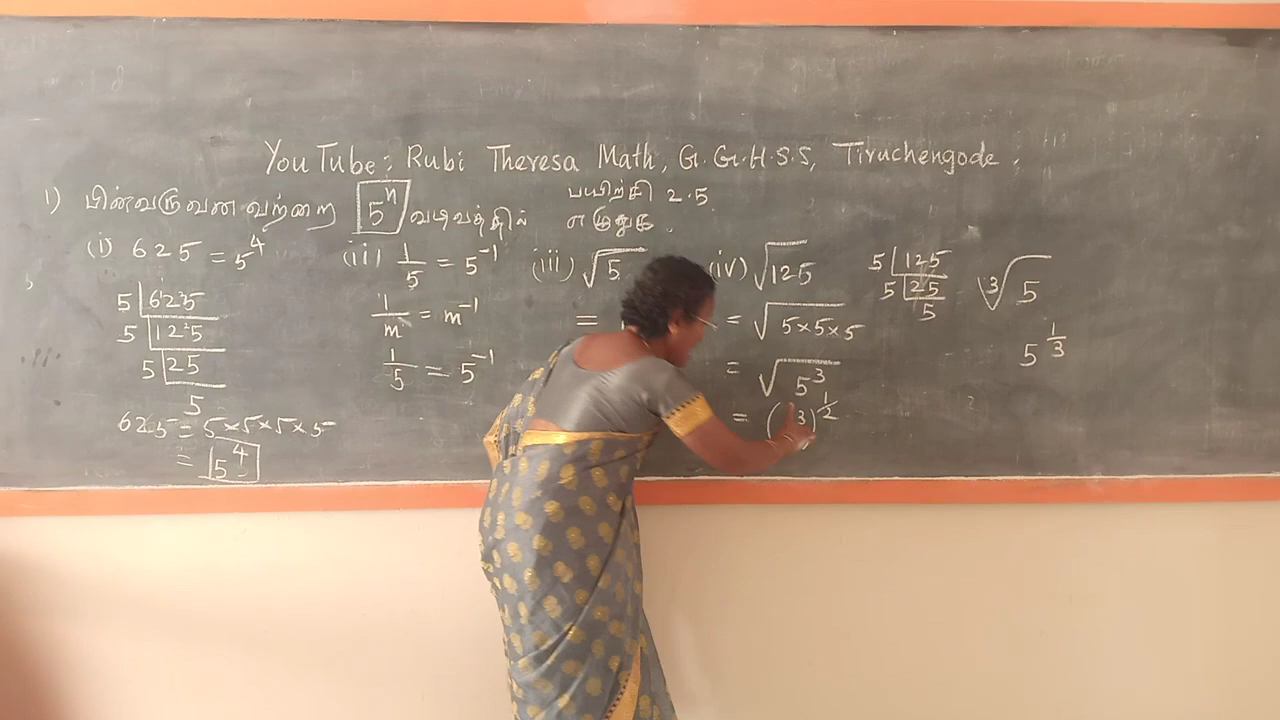 YouTube: Rubi Theresa Math, G.G.H.S.S, Tiruchengode.
1) பின்வருவன வற்றை 5ⁿ வடிவத்தில் எழுதுக.
பயிற்சி 2.5
(i) 625 = 5⁴
5 | 625
5 | 125
5 | 25
5
625 = 5×5×5×5
= 5⁴
(ii) 1/5 = 5⁻¹
1/m = m⁻¹
1/5 = 5⁻¹
(iii) √5
=
(iv) √125
= √5×5×5
= √5³
= ( 3)^1/2
5 | 125
5 | 25
5
³√5
5^1/3